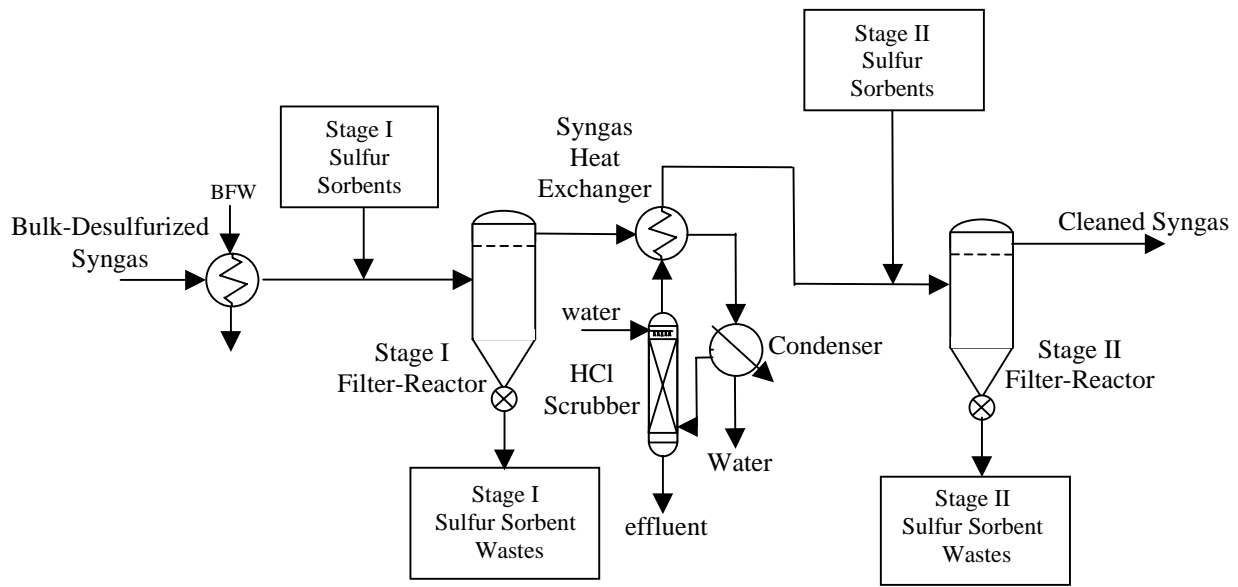 Stage II
Sulfur
Sorbents
Stage I
Sulfur
Sorbents
Syngas
Heat
Exchanger
BFW
Bulk-Desulfurized
Syngas
Cleaned Syngas
water
Condenser
Stage I
Filter-Reactor
HCl
Scrubber
Stage II
Filter-Reactor
Water
effluent
Stage I
Sulfur Sorbent
Wastes
Stage II
Sulfur Sorbent
Wastes